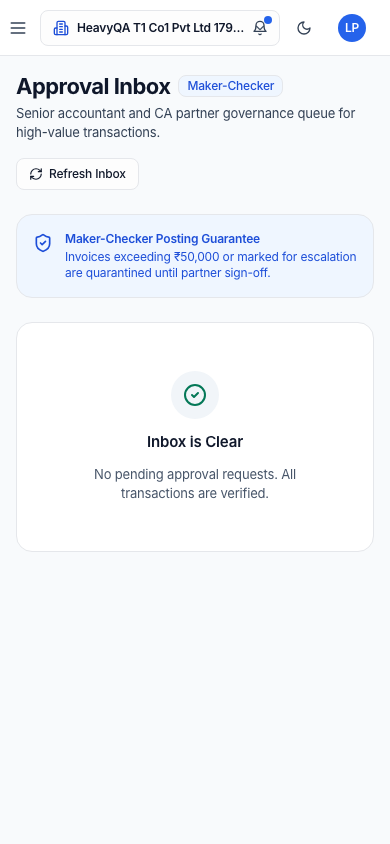 HeavyQA T1 Co1 Pvt Ltd 179...
LP
Approval Inbox
Maker-Checker
Senior accountant and CA partner governance queue for
high-value transactions.
Refresh Inbox
Maker-Checker Posting Guarantee
Invoices exceeding ₹50,000 or marked for escalation
are quarantined until partner sign-off.
Inbox is Clear
No pending approval requests. All
transactions are verified.